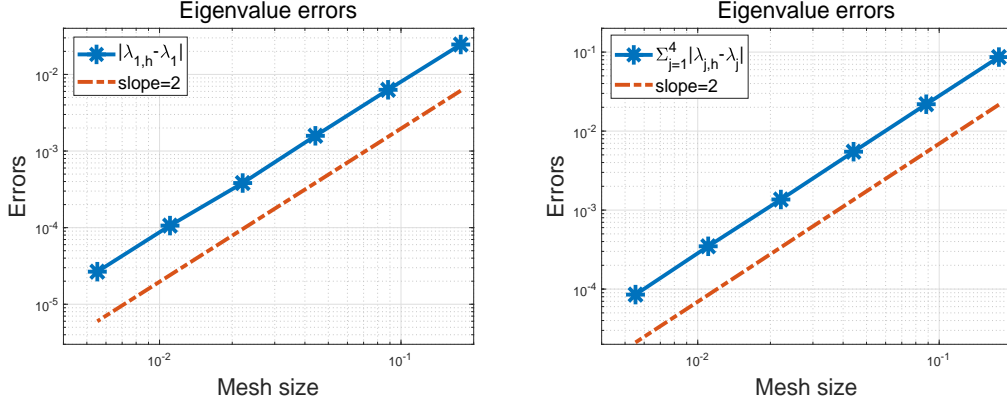 Eigenvalue errors
|λ1,h-λ1|
slope=2
10-2
10-3
10-4
10-5
Errors
10-2
10-1
Mesh size
Eigenvalue errors
Σ4j=1|λj,h-λj|
slope=2
10-1
10-2
10-3
10-4
Errors
10-2
10-1
Mesh size